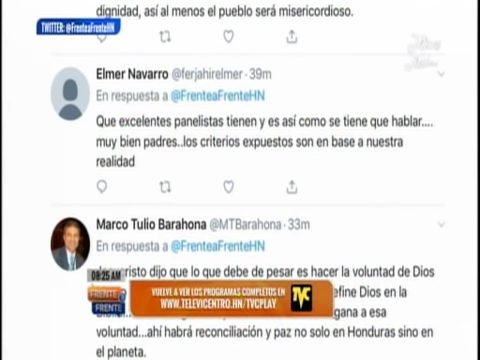 dignidad, así al menos el pueblo será misericordioso.
TWITTER: @FrenteaFrenteHN
Elmer Navarro @ferjahirelmer · 39m
En respuesta a @FrenteaFrenteHN
Que excelentes panelistas tienen y es así como se tiene que hablar....
muy bien padres..los criterios expuestos son en base a nuestra
realidad
Marco Tulio Barahona @MTBarahona · 33m
En respuesta a @FrenteaFrenteHN
dijo que lo que debe de pesar es hacer la voluntad de Dios
08:25 AM
FRENTE a
FRENTE
VUELVE A VER LOS PROGRAMAS COMPLETOS EN
WWW.TELEVICENTRO.HN/TVCPLAY
TVC
efine Dios en la
gana a esa
voluntad...ahí habrá reconciliación y paz no solo en Honduras sino en
el planeta.